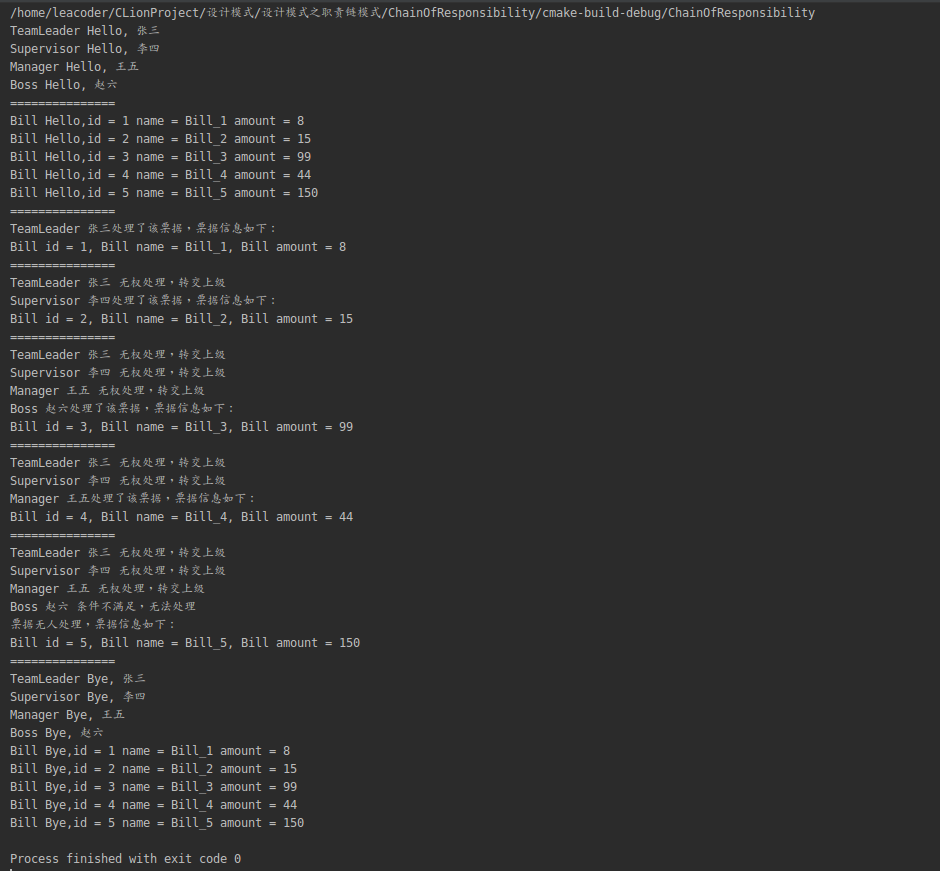 /home/leacoder/CLionProject/设计模式/设计模式之职责链模式/ChainOfResponsibility/cmake-build-debug/ChainOfResponsibility
TeamLeader Hello, 张三
Supervisor Hello, 李四
Manager Hello, 王五
Boss Hello, 赵六
===============
Bill Hello,id = 1 name = Bill_1 amount = 8
Bill Hello,id = 2 name = Bill_2 amount = 15
Bill Hello,id = 3 name = Bill_3 amount = 99
Bill Hello,id = 4 name = Bill_4 amount = 44
Bill Hello,id = 5 name = Bill_5 amount = 150
===============
TeamLeader 张三处理了该票据，票据信息如下：
Bill id = 1, Bill name = Bill_1, Bill amount = 8
===============
TeamLeader 张三 无权处理，转交上级
Supervisor 李四处理了该票据，票据信息如下：
Bill id = 2, Bill name = Bill_2, Bill amount = 15
===============
TeamLeader 张三 无权处理，转交上级
Supervisor 李四 无权处理，转交上级
Manager 王五 无权处理，转交上级
Boss 赵六处理了该票据，票据信息如下：
Bill id = 3, Bill name = Bill_3, Bill amount = 99
===============
TeamLeader 张三 无权处理，转交上级
Supervisor 李四 无权处理，转交上级
Manager 王五处理了该票据，票据信息如下：
Bill id = 4, Bill name = Bill_4, Bill amount = 44
===============
TeamLeader 张三 无权处理，转交上级
Supervisor 李四 无权处理，转交上级
Manager 王五 无权处理，转交上级
Boss 赵六 条件不满足，无法处理
票据无人处理，票据信息如下：
Bill id = 5, Bill name = Bill_5, Bill amount = 150
===============
TeamLeader Bye, 张三
Supervisor Bye, 李四
Manager Bye, 王五
Boss Bye, 赵六
Bill Bye,id = 1 name = Bill_1 amount = 8
Bill Bye,id = 2 name = Bill_2 amount = 15
Bill Bye,id = 3 name = Bill_3 amount = 99
Bill Bye,id = 4 name = Bill_4 amount = 44
Bill Bye,id = 5 name = Bill_5 amount = 150
Process finished with exit code 0